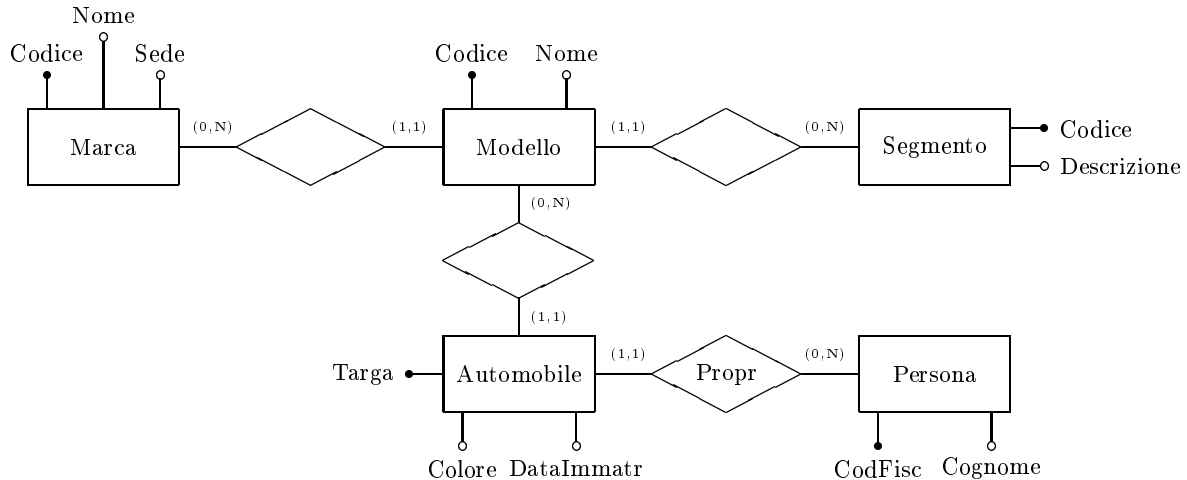 Nome
Codice Sede Codice Nome
(0,N) (1,1) (1,1) (0,N)
Marca Modello Segmento
Codice
Descrizione
(0,N)
(1,1)
(1,1) (0,N)
Targa Automobile Propr Persona
Colore DataImmatr CodFisc Cognome